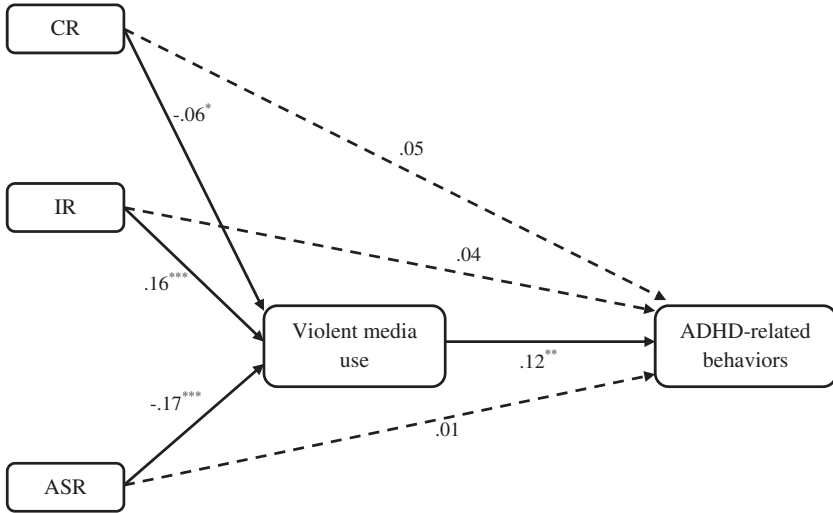 CR
-.06*
.05
IR
.04
.16***
Violent media
use
ADHD-related
behaviors
.12**
-.17***
.01
ASR